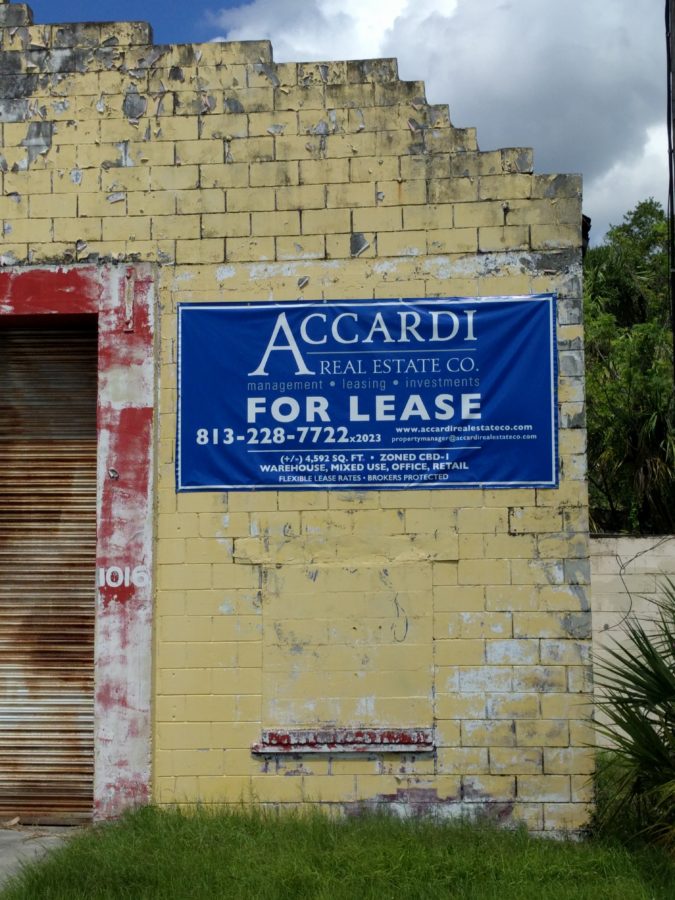 ACCARDI
REAL ESTATE CO.
management • leasing • investments
FOR LEASE
813-228-7722x2023
www.accardirealestateco.com
propertymanager@accardirealestateco.com
(+/-) 4,592 SQ. FT • ZONED CBD-1
WAREHOUSE, MIXED USE, OFFICE, RETAIL
FLEXIBLE LEASE RATES • BROKERS PROTECTED
1016